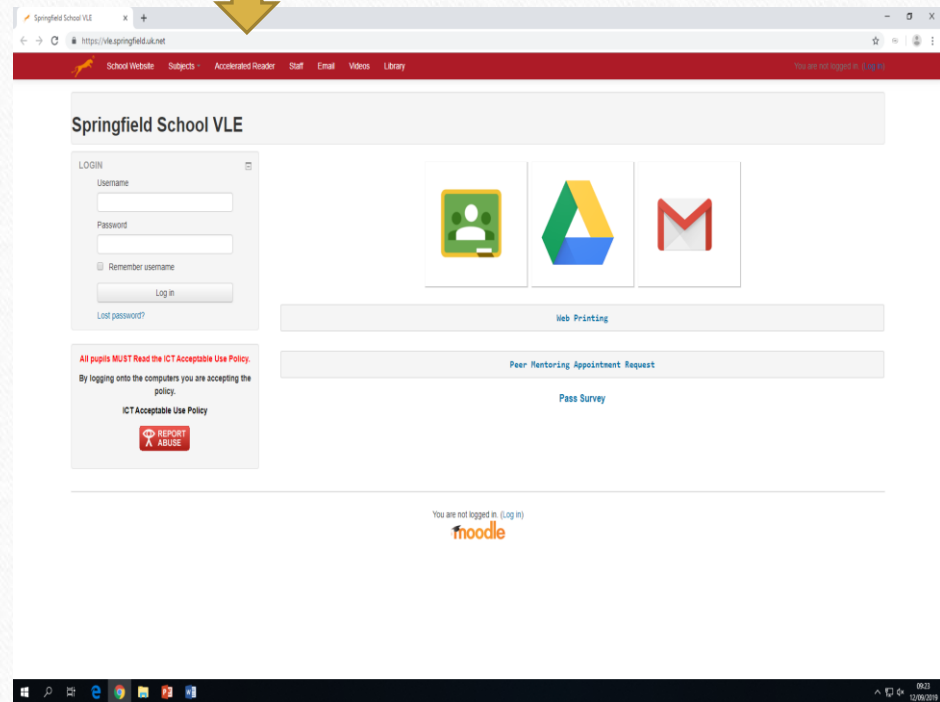 Springfield School VLE
https://vle.springfield.uk.net
School Website Subjects Accelerated Reader Staff Email Videos Library You are not logged in. (Log in)
Springfield School VLE
LOGIN
Username
Password
Remember username
Log in
Lost password?
All pupils MUST Read the ICT Acceptable Use Policy.
By logging onto the computers you are accepting the
policy.
ICT Acceptable Use Policy
REPORT
ABUSE
Web Printing
Peer Mentoring Appointment Request
Pass Survey
You are not logged in. (Log in)
moodle
09:23
12/09/2019